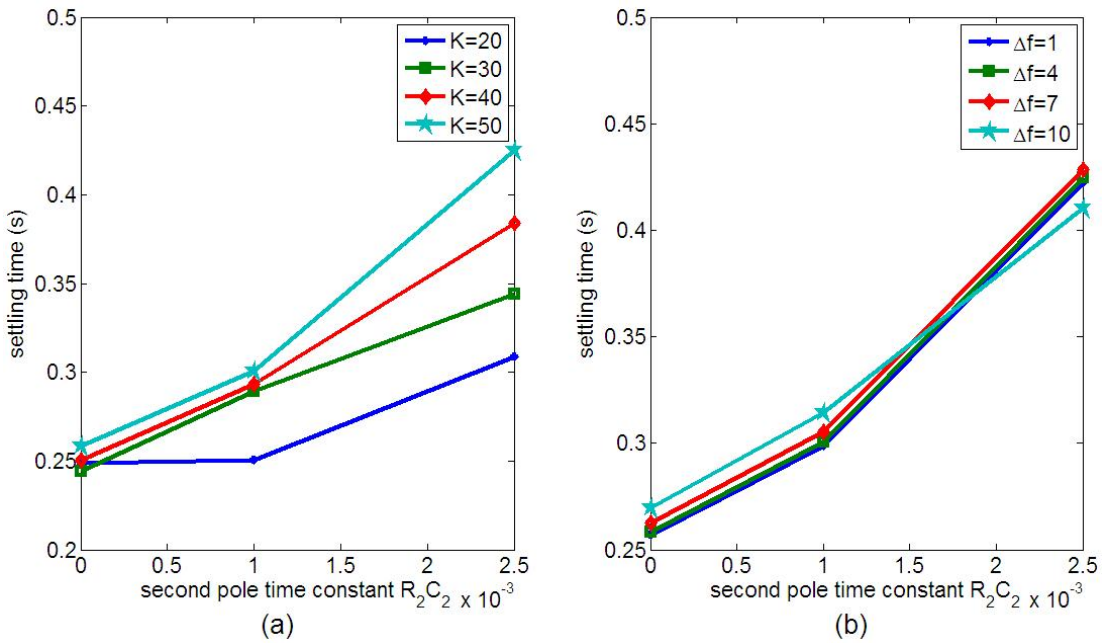 0.5
0.45
0.4
0.35
0.3
0.25
0.2
settling time (s)
K=20
K=30
K=40
K=50
0 0.5 1 1.5 2 2.5
second pole time constant R₂C₂ x 10⁻³
(a)
0.5
0.45
0.4
0.35
0.3
0.25
settling time (s)
Δf=1
Δf=4
Δf=7
Δf=10
0 0.5 1 1.5 2 2.5
second pole time constant R₂C₂ x 10⁻³
(b)